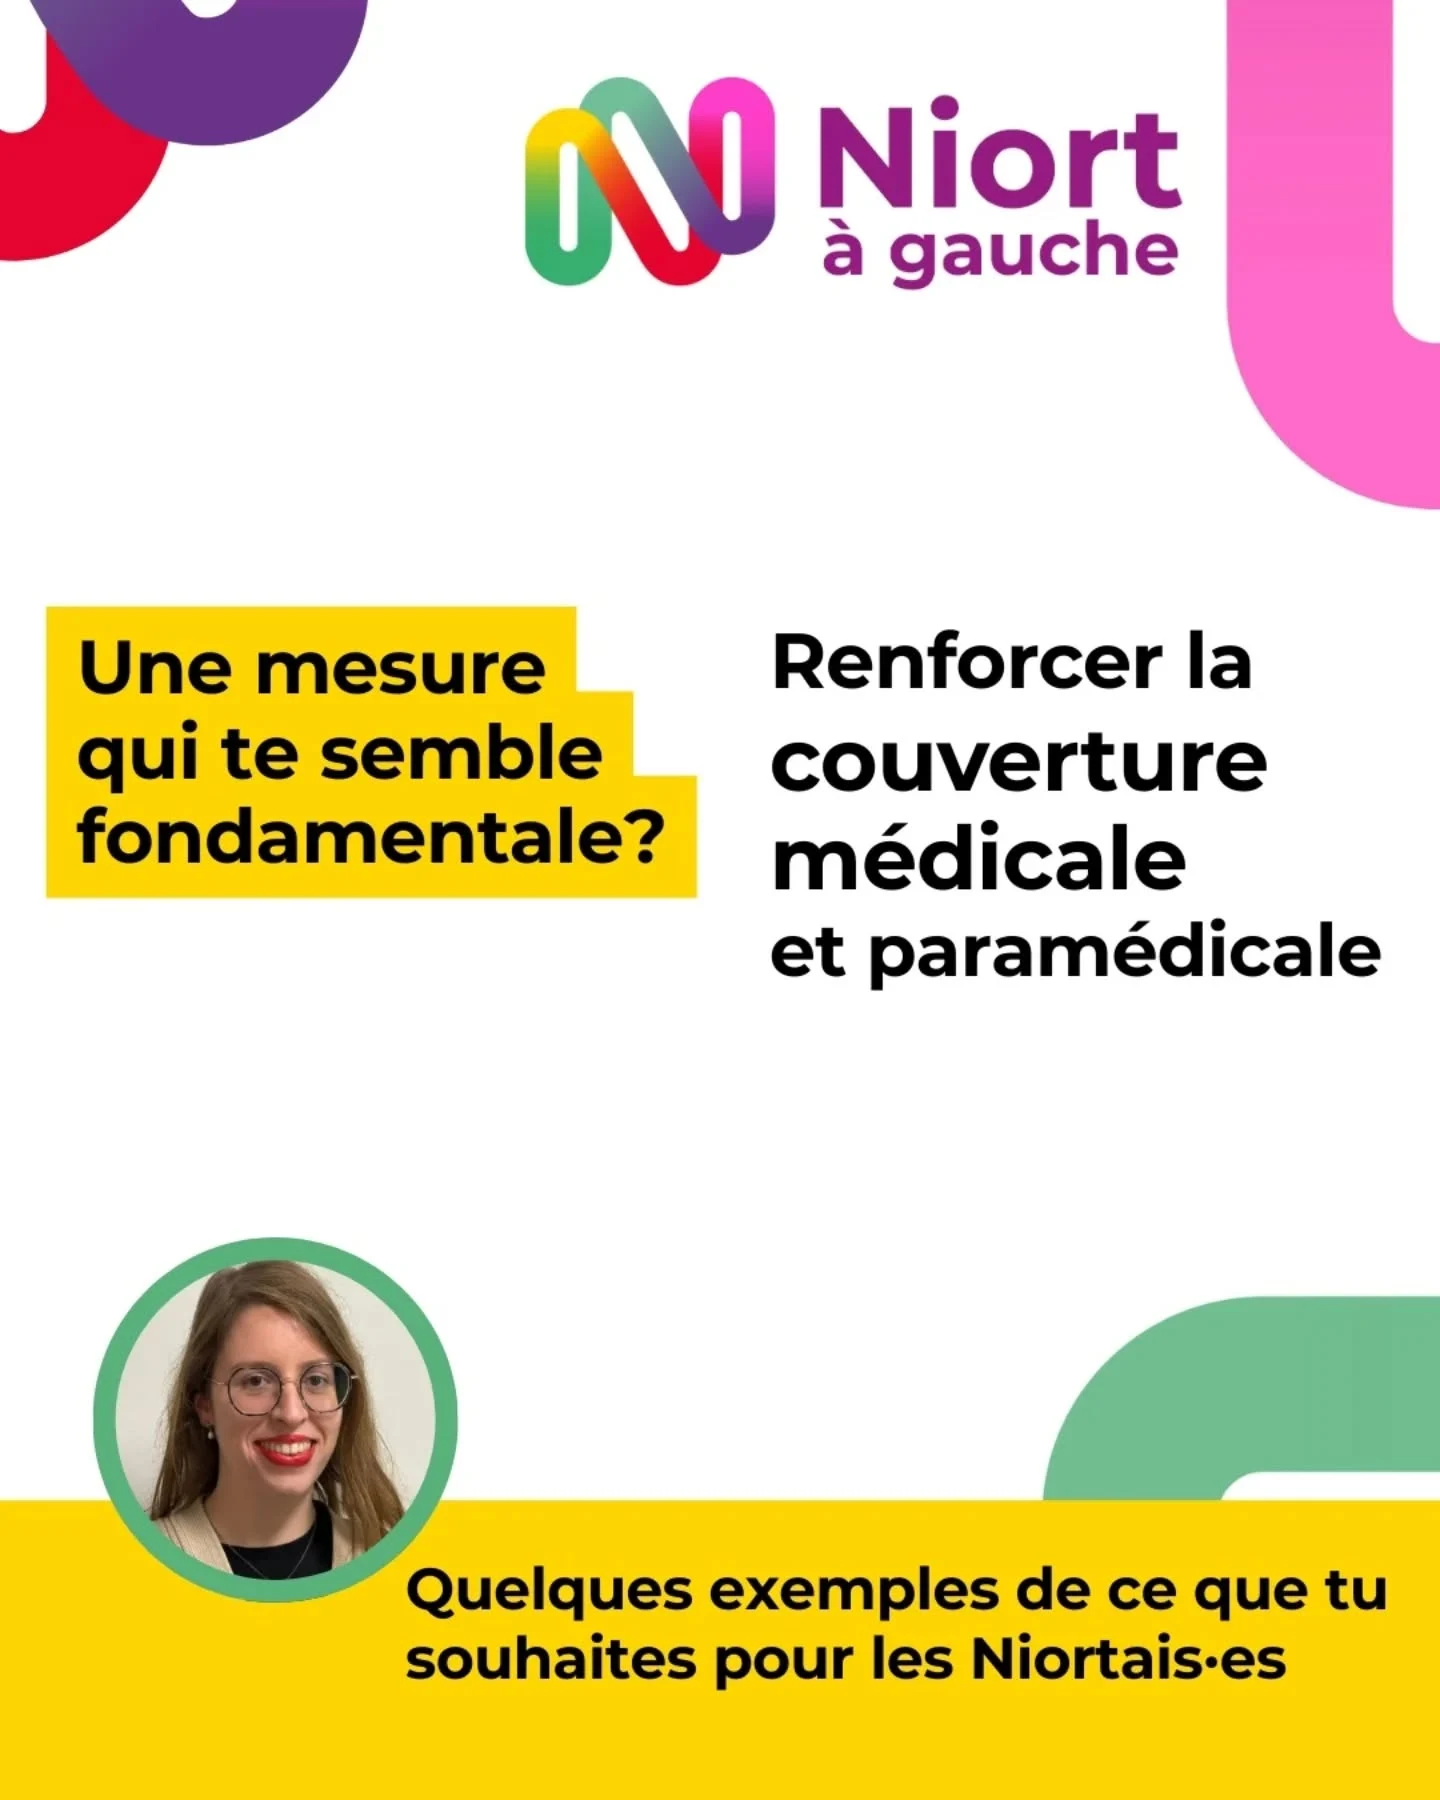 Niort
à gauche
Une mesure
qui te semble
fondamentale?
Renforcer la
couverture
médicale
et paramédicale
Quelques exemples de ce que tu
souhaites pour les Niortais·es